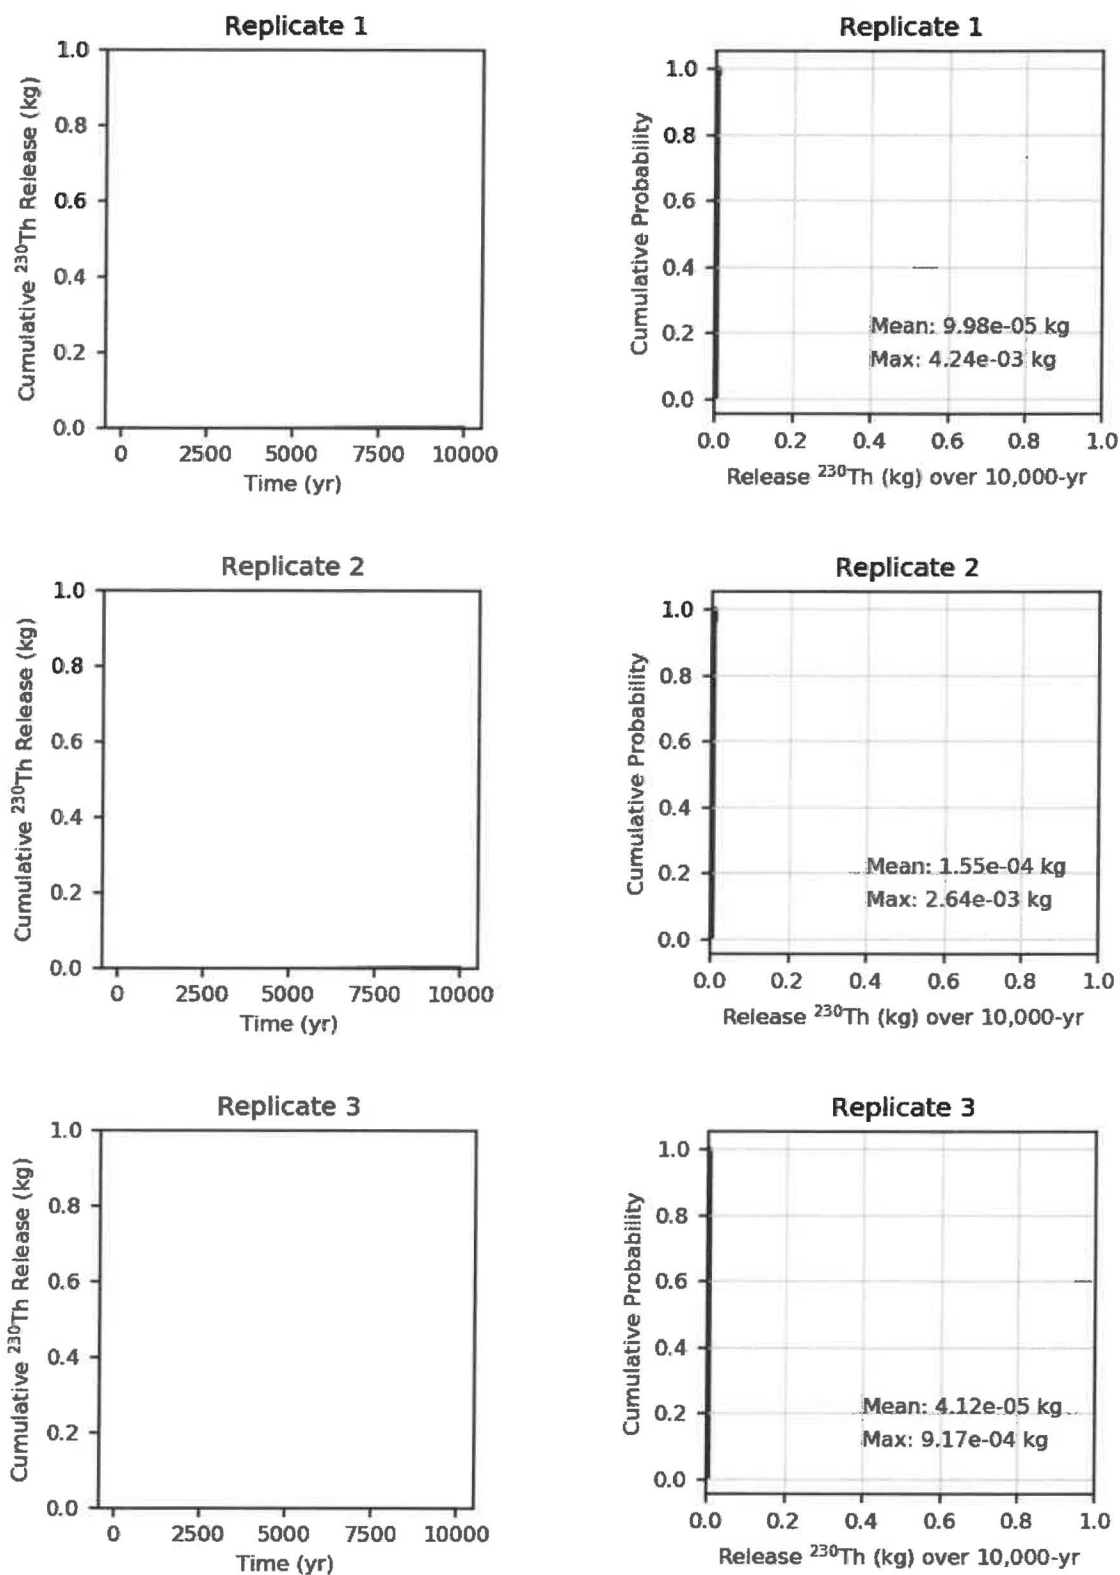 Replicate 1
Cumulative ²³⁰Th Release (kg)
1.0
0.8
0.6
0.4
0.2
0.0
0 2500 5000 7500 10000
Time (yr)
Replicate 1
Cumulative Probability
1.0
0.8
0.6
0.4
0.2
0.0
Mean: 9.98e-05 kg
Max: 4.24e-03 kg
0.0 0.2 0.4 0.6 0.8 1.0
Release ²³⁰Th (kg) over 10,000-yr
Replicate 2
Cumulative ²³⁰Th Release (kg)
1.0
0.8
0.6
0.4
0.2
0.0
0 2500 5000 7500 10000
Time (yr)
Replicate 2
Cumulative Probability
1.0
0.8
0.6
0.4
0.2
0.0
Mean: 1.55e-04 kg
Max: 2.64e-03 kg
0.0 0.2 0.4 0.6 0.8 1.0
Release ²³⁰Th (kg) over 10,000-yr
Replicate 3
Cumulative ²³⁰Th Release (kg)
1.0
0.8
0.6
0.4
0.2
0.0
0 2500 5000 7500 10000
Time (yr)
Replicate 3
Cumulative Probability
1.0
0.8
0.6
0.4
0.2
0.0
Mean: 4.12e-05 kg
Max: 9.17e-04 kg
0.0 0.2 0.4 0.6 0.8 1.0
Release ²³⁰Th (kg) over 10,000-yr